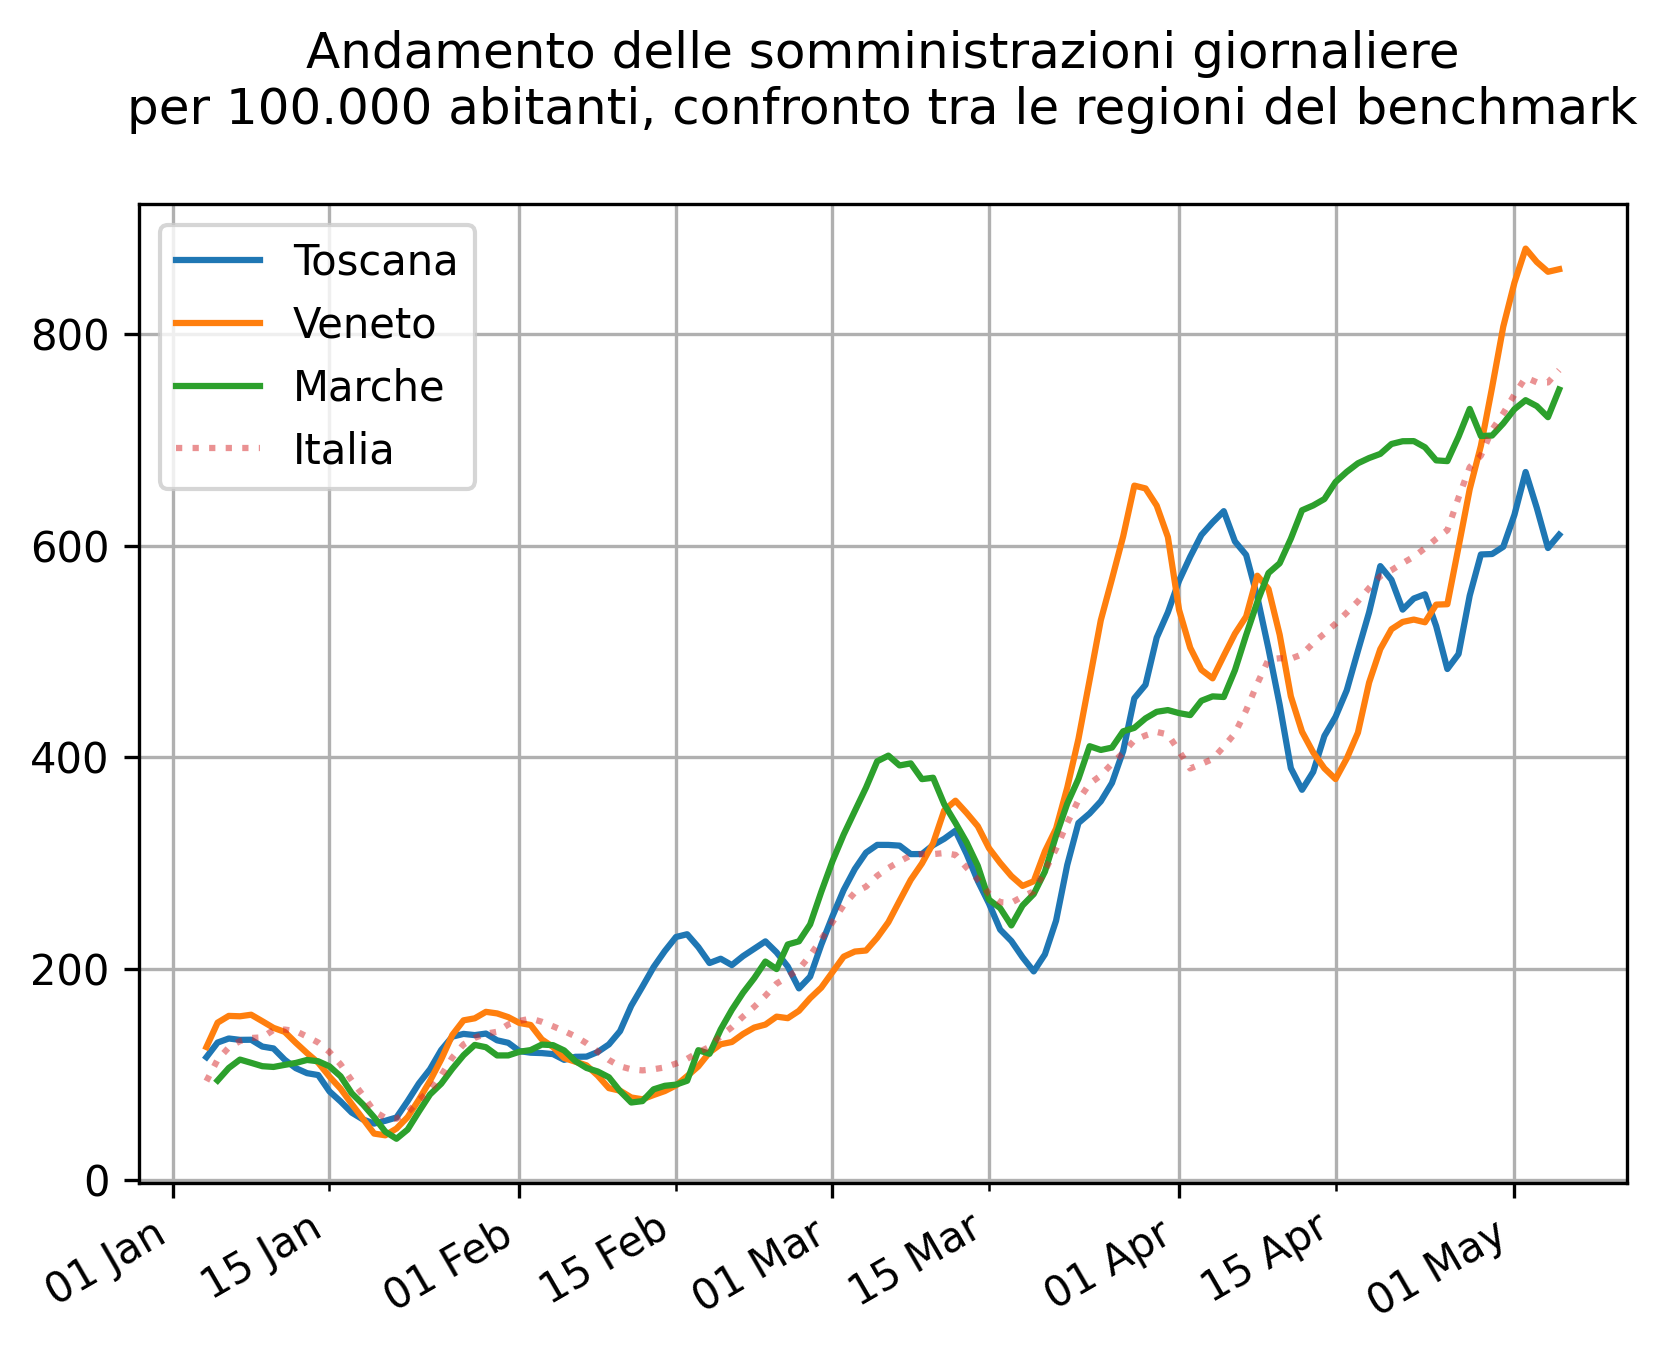 Andamento delle somministrazioni giornaliere
per 100.000 abitanti, confronto tra le regioni del benchmark
Toscana
Veneto
Marche
Italia
800
600
400
200
0
01 Jan
15 Jan
01 Feb
15 Feb
01 Mar
15 Mar
01 Apr
15 Apr
01 May